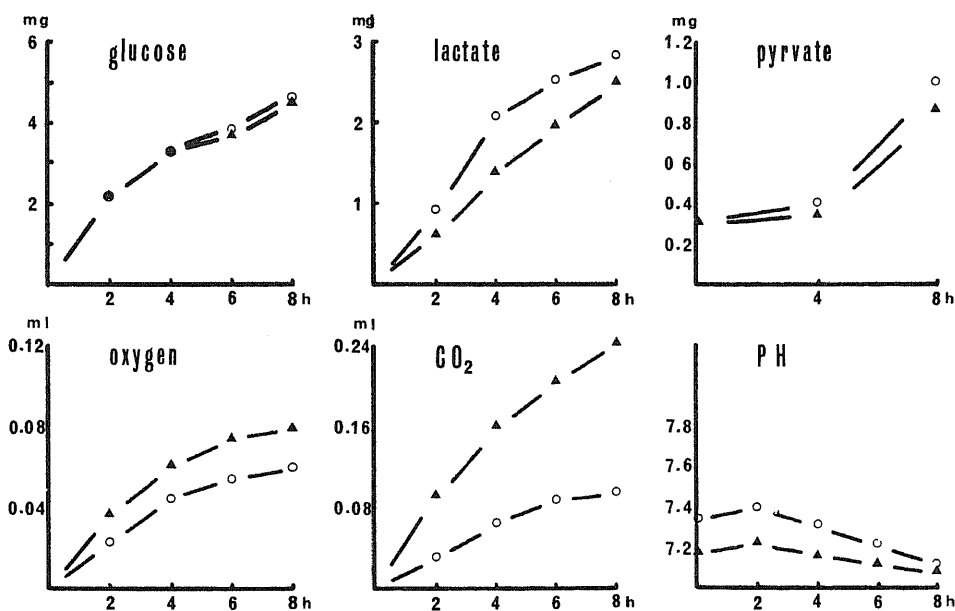 mg
glucose
6
4
2
2 4 6 8 h
mg
lactate
3
2
1
2 4 6 8 h
mg
pyrvate
1.2
1.0
0.8
0 6
0.4
0.2
4 8 h
ml
oxygen
0.12
0.08
0.04
2 4 6 8 h
ml
CO₂
0.24
0.16
0.08
2 4 6 8 h
PH
7.8
7.6
7.4
7.2
2 4 6 8 h